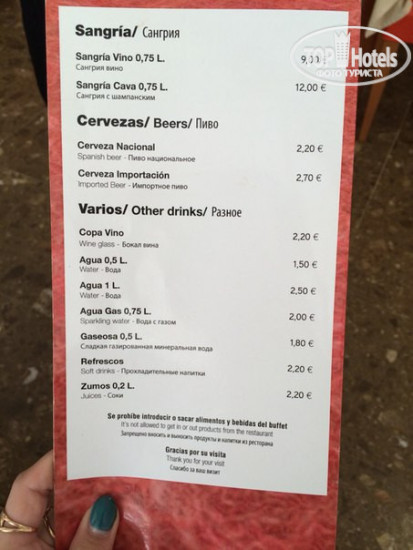 TOP Hotels
ФОТО ТУРИСТА
Sangría/ Сангрия
Sangría Vino 0,75 L.
Сангрия вино
9,00 €
Sangría Cava 0,75 L. 12,00 €
Сангрия с шампанским
Cervezas/ Beers/ Пиво
Cerveza Nacional 2,20 €
Spanish beer - Пиво национальное
Cerveza Importación 2,70 €
Imported Beer - Импортное пиво
Varios/ Other drinks/ Разное
Copa Vino 2,20 €
Wine glass - Бокал вина
Agua 0,5 L. 1,50 €
Water - Вода
Agua 1 L. 2,50 €
Water - Вода
Agua Gas 0,75 L. 2,00 €
Sparkling water - Вода с газом
Gaseosa 0,5 L. 1,80 €
Сладкая газированная минеральная вода
Refrescos 2,20 €
Soft drinks - Прохладительные напитки
Zumos 0,2 L. 2,20 €
Juices - Соки
Se prohíbe introducir o sacar alimentos y bebidas del buffet
It's not allowed to get in or out products from the restaurant
Запрещено вносить и выносить продукты и напитки из ресторана
Gracias por su visita
Thank you for your visit
Спасибо за ваш визит